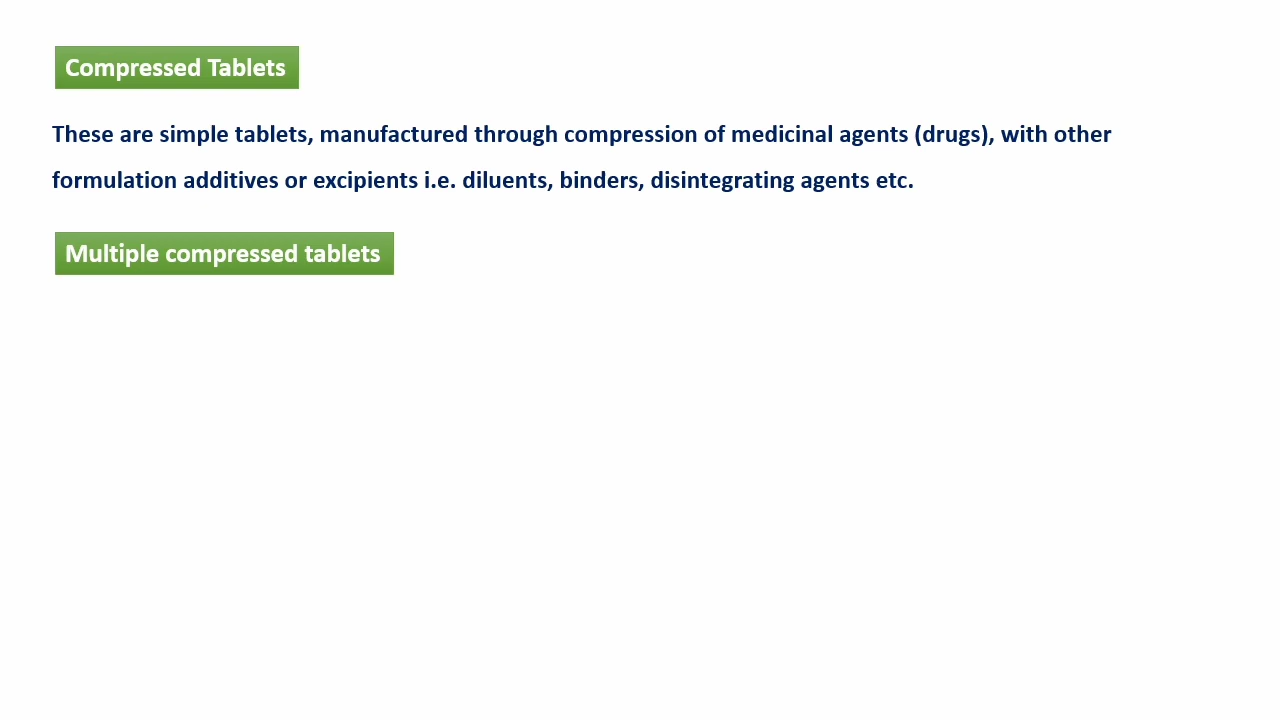 Compressed Tablets
These are simple tablets, manufactured through compression of medicinal agents (drugs), with other
formulation additives or excipients i.e. diluents, binders, disintegrating agents etc.
Multiple compressed tablets